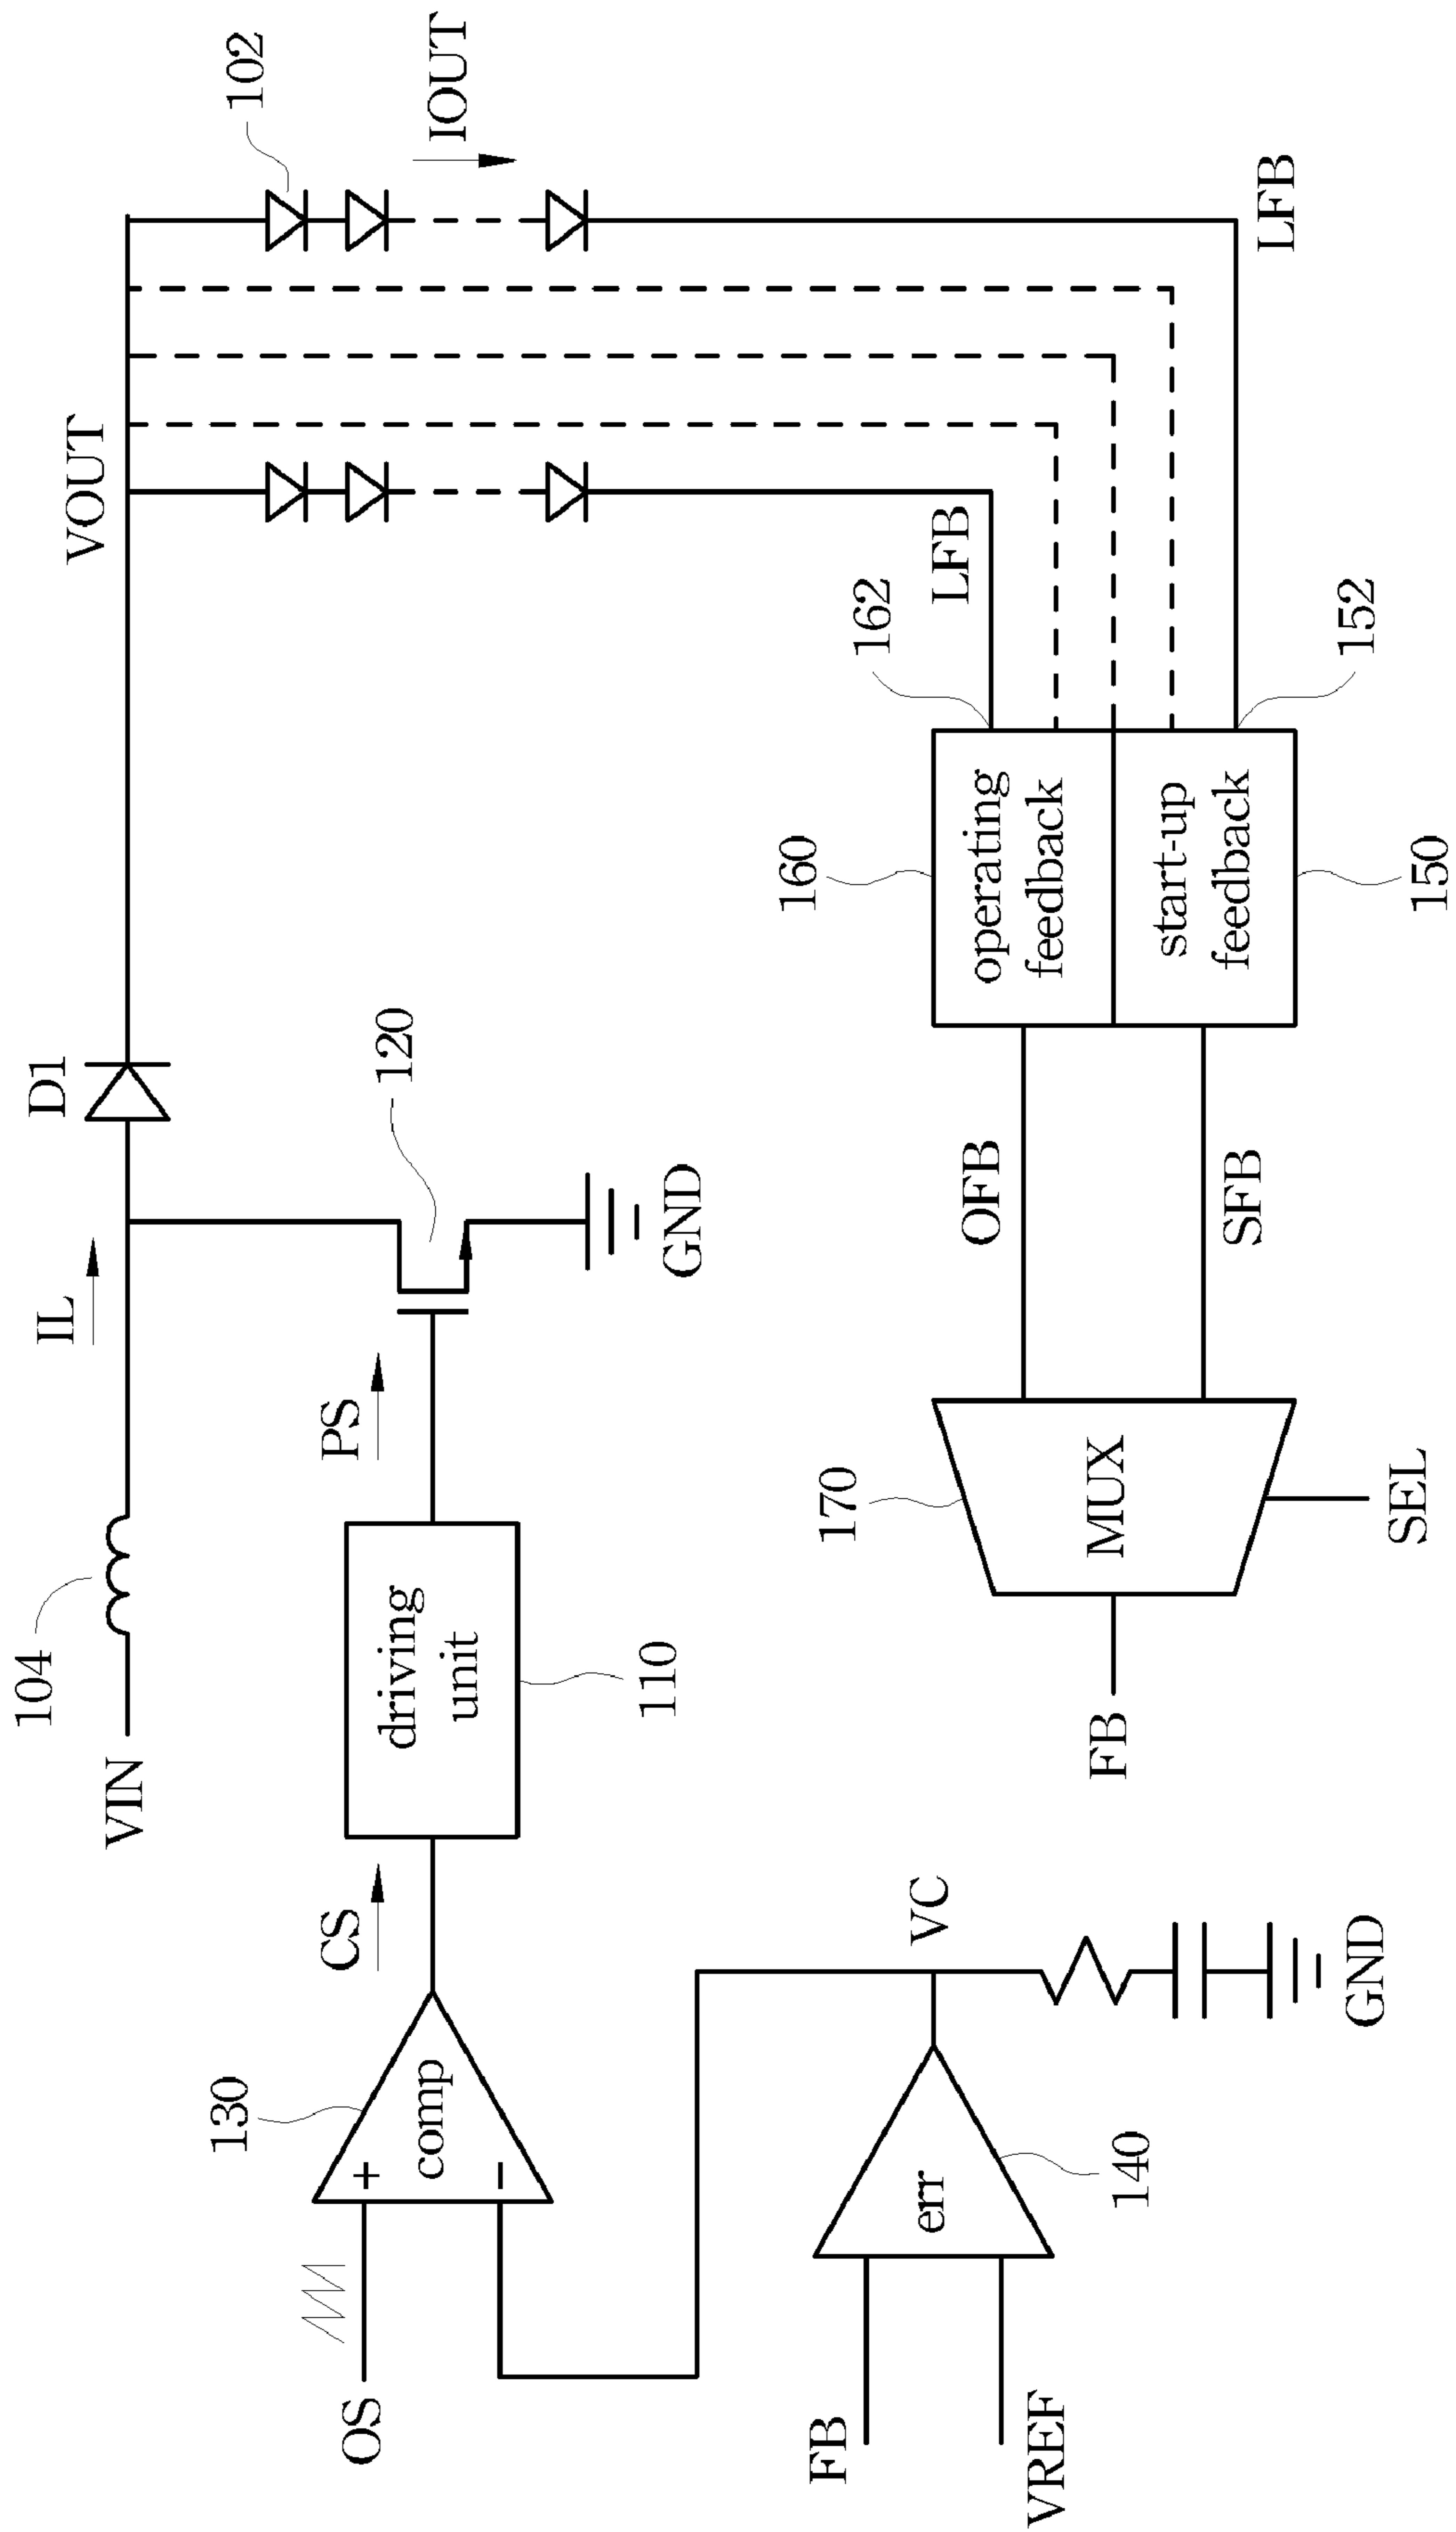 104
IL
D1
VOUT
VIN
102
IOUT
130
CS
PS
120
OS
+
comp
−
driving
unit
110
GND
FB
VREF
err
140
VC
GND
FB
170
MUX
SEL
OFB
SFB
160
operating
feedback
start-up
feedback
150
162
LFB
152
LFB